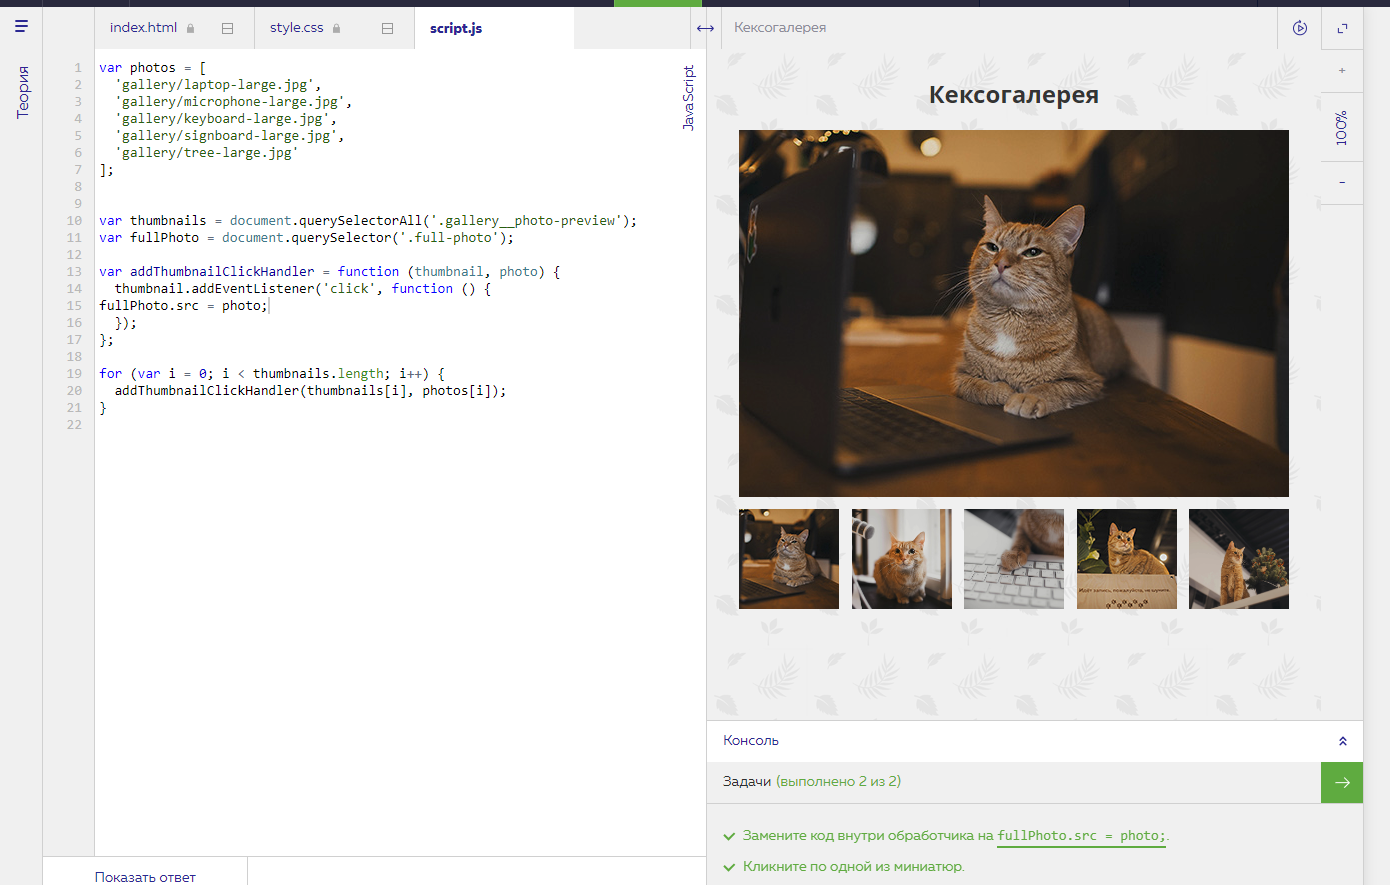 index.html
style.css
script.js
Кексогалерея
Теория
JavaScript
1 var photos = [
2 'gallery/laptop-large.jpg',
3 'gallery/microphone-large.jpg',
4 'gallery/keyboard-large.jpg',
5 'gallery/signboard-large.jpg',
6 'gallery/tree-large.jpg'
7 ];
8
9
10 var thumbnails = document.querySelectorAll('.gallery__photo-preview');
11 var fullPhoto = document.querySelector('.full-photo');
12
13 var addThumbnailClickHandler = function (thumbnail, photo) {
14 thumbnail.addEventListener('click', function () {
15 fullPhoto.src = photo;
16 });
17 };
18
19 for (var i = 0; i < thumbnails.length; i++) {
20 addThumbnailClickHandler(thumbnails[i], photos[i]);
21 }
22
Показать ответ
Кексогалерея
+
100%
-
Консоль
Задачи (выполнено 2 из 2)
Замените код внутри обработчика на fullPhoto.src = photo;.
Кликните по одной из миниатюр.